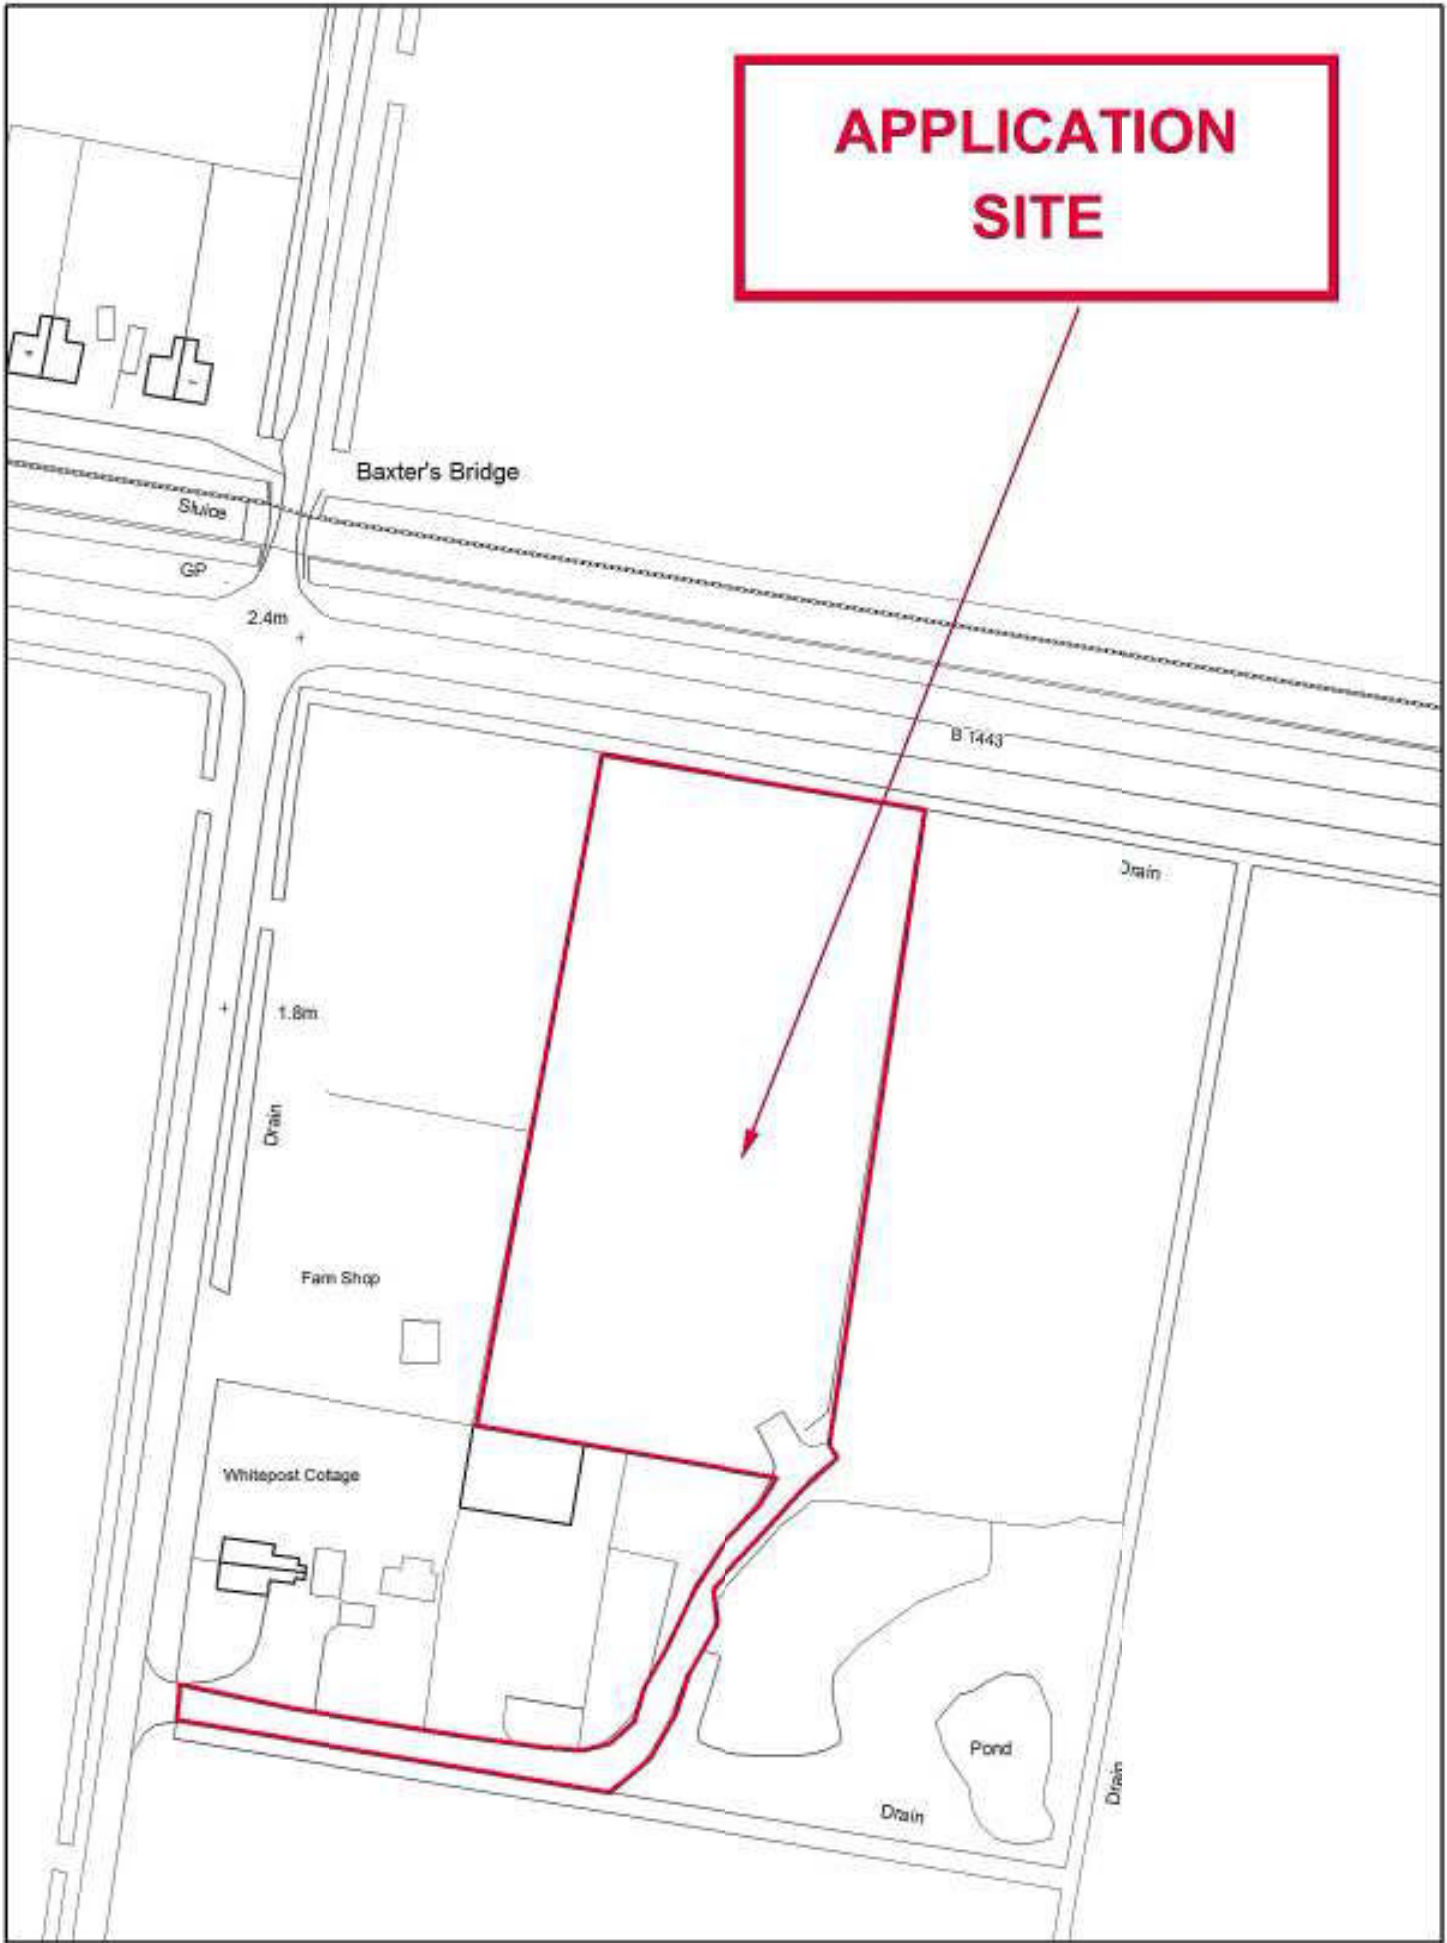 APPLICATION
SITE
Baxter's Bridge
Sluice
GP
2.4m
B 1443
Drain
1.8m
Drain
Farm Shop
Whitepost Cottage
Pond
Drain
Drain